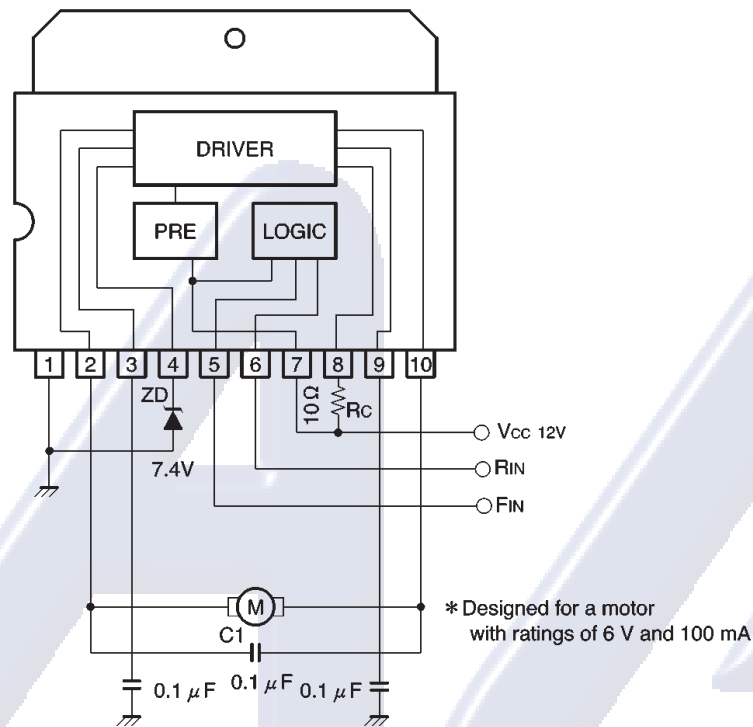 DRIVER
PRE LOGIC
1 2 3 4 5 6 7 8 9 10
ZD
10 Ω
Rc
7.4V
Vcc 12V
RIN
FIN
M
C1
* Designed for a motor
with ratings of 6 V and 100 mA
0.1 μF 0.1 μF 0.1 μF